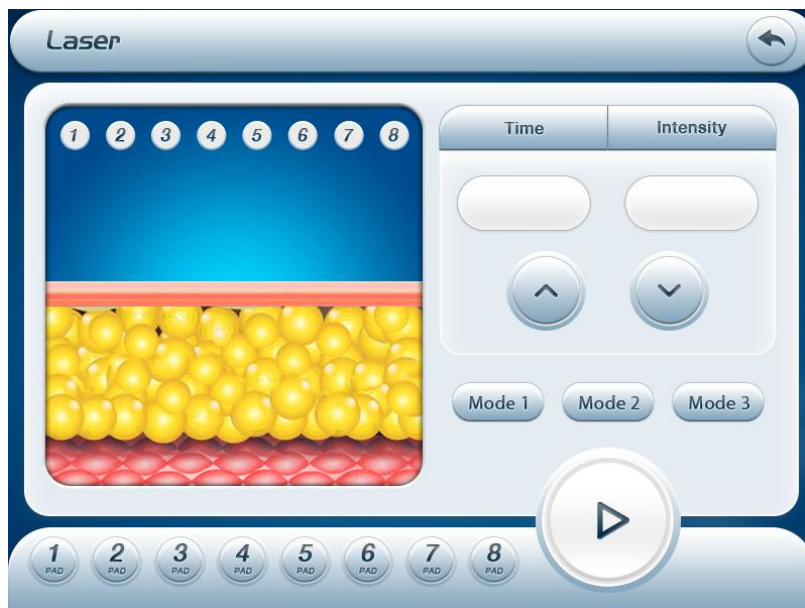 Laser
1 2 3 4 5 6 7 8
Time Intensity
Mode 1 Mode 2 Mode 3
1 2 3 4 5 6 7 8
PAD PAD PAD PAD PAD PAD PAD PAD